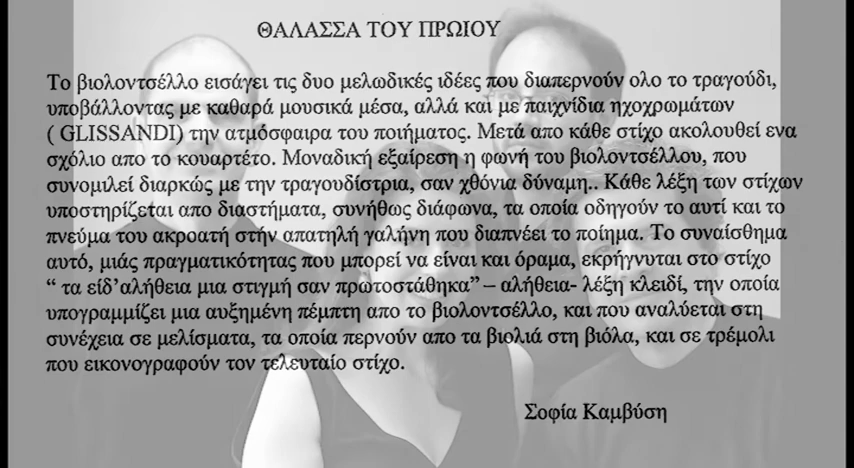 ΘΑΛΑΣΣΑ ΤΟΥ ΠΡΩΙΟΥ
Το βιολοντσέλλο εισάγει τις δυο μελωδικές ιδέες που διαπερνούν ολο το τραγούδι,
υποβάλλοντας με καθαρά μουσικά μέσα, αλλά και με παιχνίδια ηχοχρωμάτων
( GLISSANDI) την ατμόσφαιρα του ποιήματος. Μετά απο κάθε στίχο ακολουθεί ενα
σχόλιο απο το κουαρτέτο. Μοναδική εξαίρεση η φωνή του βιολοντσέλλου, που
συνομιλεί διαρκώς με την τραγουδίστρια, σαν χθόνια δύναμη.. Κάθε λέξη των στίχων
υποστηρίζεται απο διαστήματα, συνήθως διάφωνα, τα οποία οδηγούν το αυτί και το
πνεύμα του ακροατή στην απατηλή γαλήνη που διαπνέει το ποίημα. Το συναίσθημα
αυτό, μιάς πραγματικότητας που μπορεί να είναι και όραμα, εκρήγνυται στο στίχο
“ τα είδ’αλήθεια μια στιγμή σαν πρωτοστάθηκα” – αλήθεια- λέξη κλειδί, την οποία
υπογραμμίζει μια αυξημένη πέμπτη απο το βιολοντσέλλο, και που αναλύεται στη
συνέχεια σε μελίσματα, τα οποία περνούν απο τα βιολιά στη βιόλα, και σε τρέμολι
που εικονογραφούν τον τελευταίο στίχο.
Σοφία Καμβύση